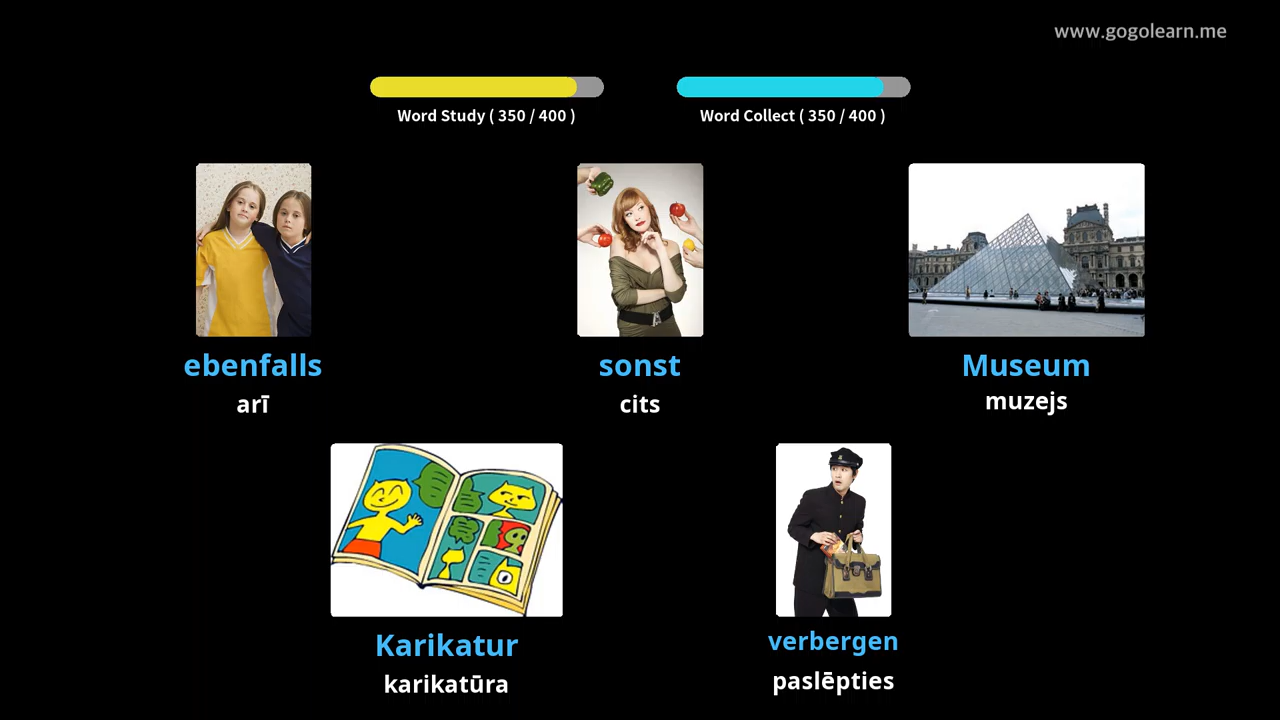 www.gogolearn.me
Word Study ( 350 / 400 )
Word Collect ( 350 / 400 )
ebenfalls
arī
sonst
cits
Museum
muzejs
Karikatur
karikatūra
verbergen
paslēpties